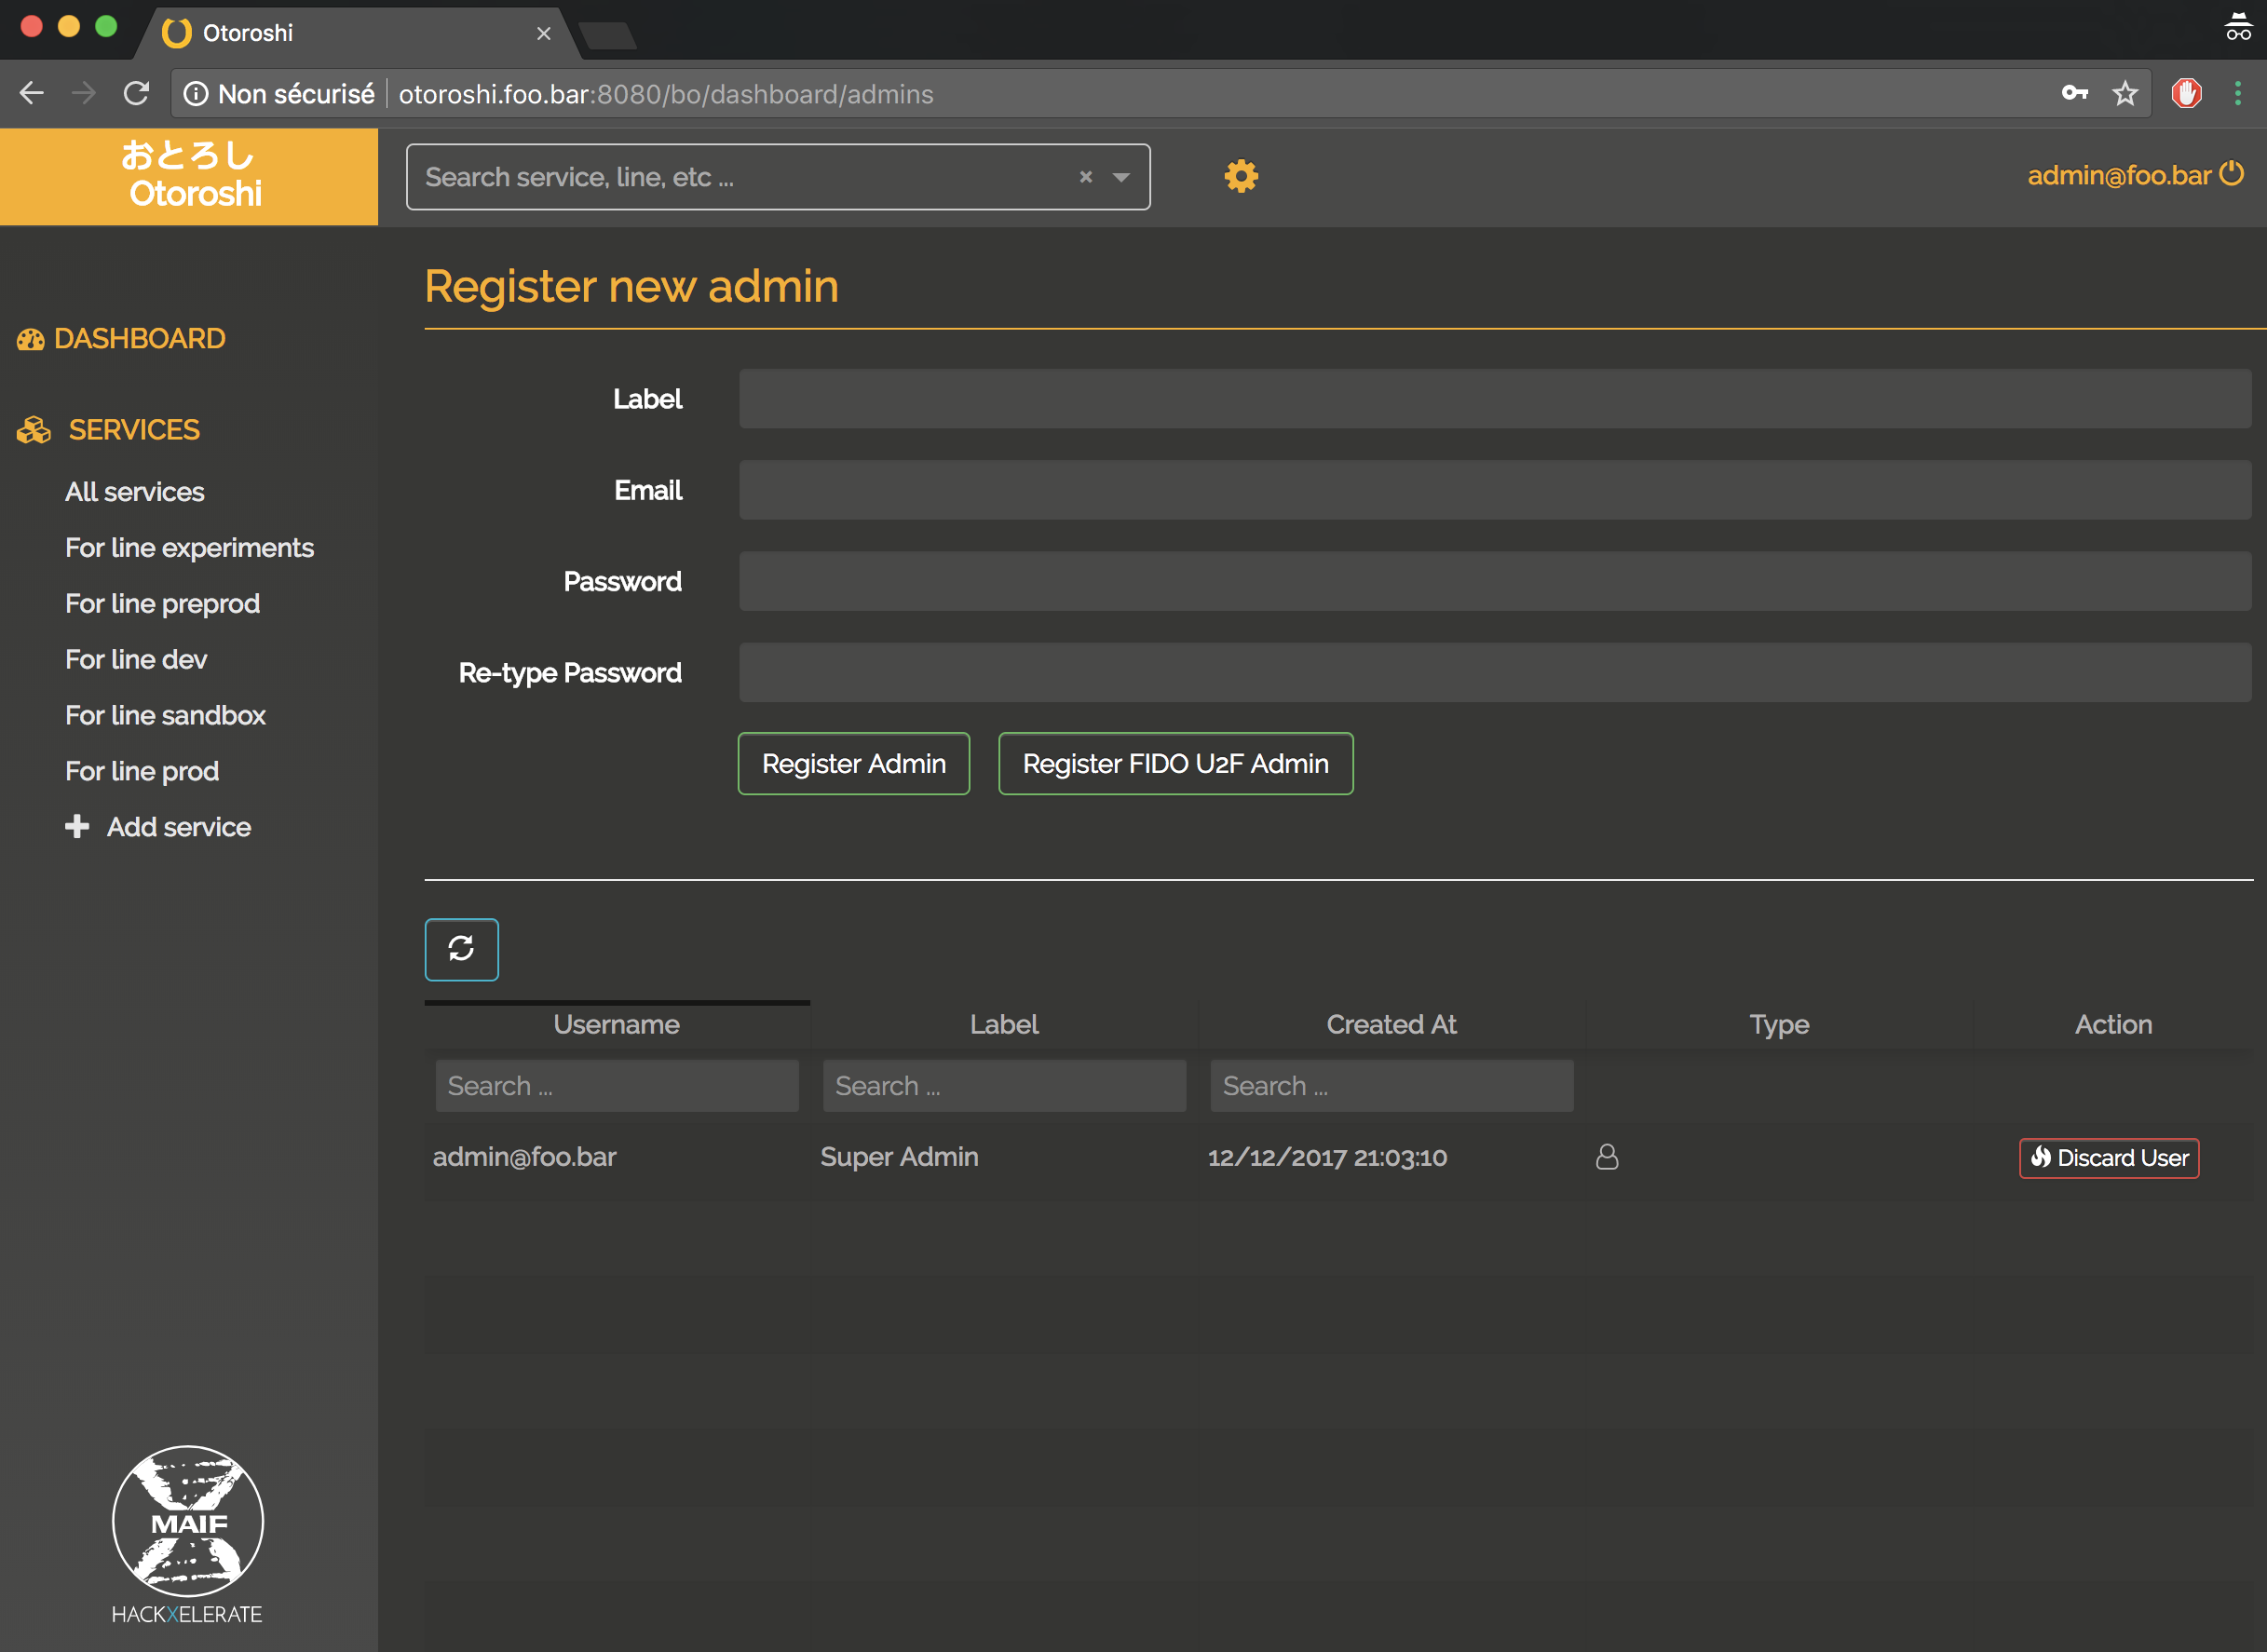 Otoroshi
Non sécurisé otoroshi.foo.bar:8080/bo/dashboard/admins
おとろし
Otoroshi
Search service, line, etc ...
admin@foo.bar
DASHBOARD
SERVICES
All services
For line experiments
For line preprod
For line dev
For line sandbox
For line prod
Add service
MAIF
HACKXELERATE
Register new admin
Label
Email
Password
Re-type Password
Register Admin Register FIDO U2F Admin
Username Label Created At Type Action
Search ... Search ... Search ...
admin@foo.bar Super Admin 12/12/2017 21:03:10 Discard User